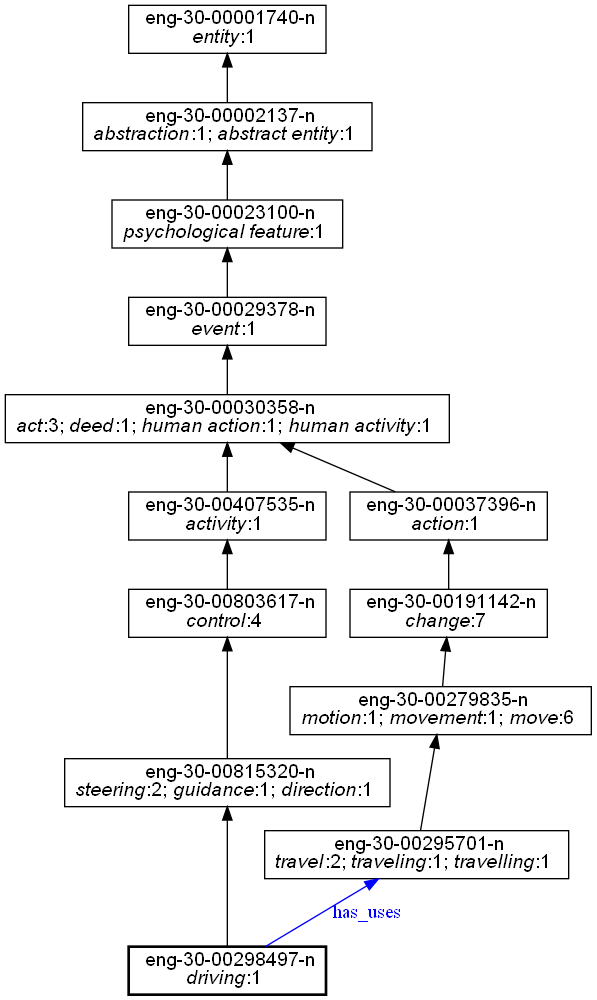 eng-30-00001740-n
entity:1
eng-30-00002137-n
abstraction:1; abstract entity:1
eng-30-00023100-n
psychological feature:1
eng-30-00029378-n
event:1
eng-30-00030358-n
act:3; deed:1; human action:1; human activity:1
eng-30-00407535-n
activity:1
eng-30-00037396-n
action:1
eng-30-00803617-n
control:4
eng-30-00191142-n
change:7
eng-30-00279835-n
motion:1; movement:1; move:6
eng-30-00815320-n
steering:2; guidance:1; direction:1
eng-30-00295701-n
travel:2; traveling:1; travelling:1
has_uses
eng-30-00298497-n
driving:1